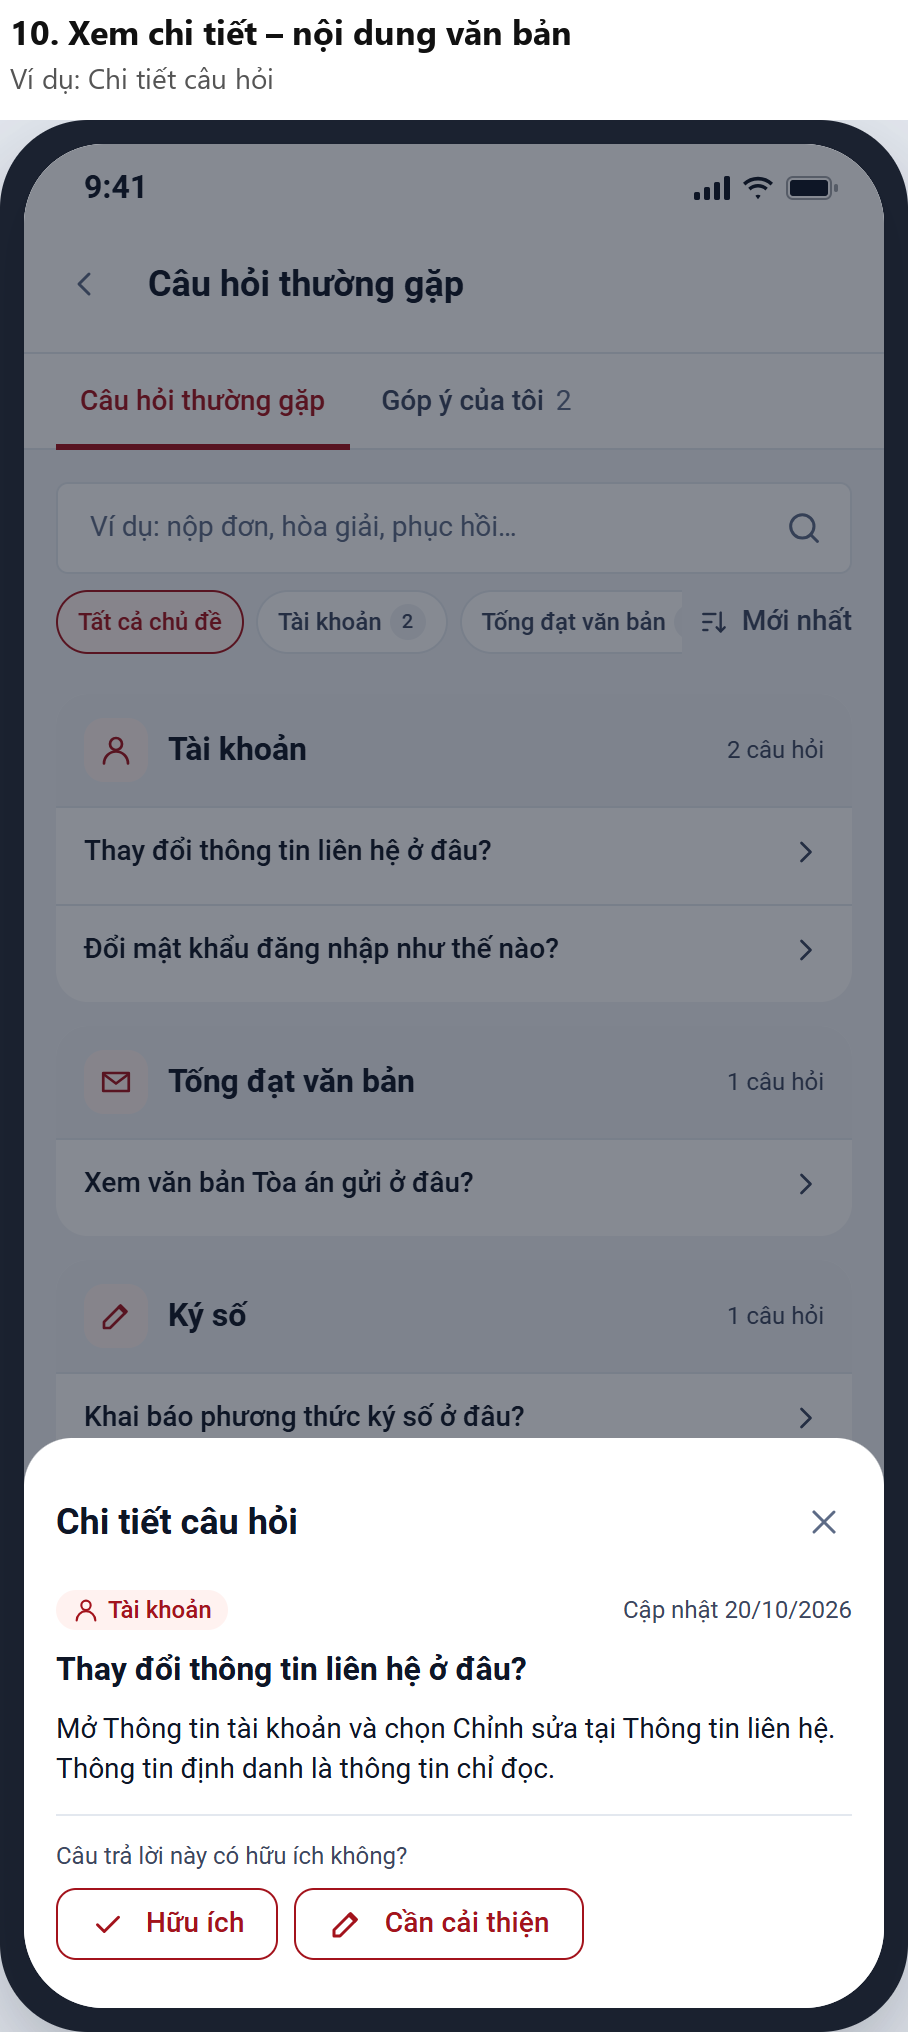 10. Xem chi tiết – nội dung văn bản
Ví dụ: Chi tiết câu hỏi
9:41
Câu hỏi thường gặp
Câu hỏi thường gặp
Góp ý của tôi 2
Ví dụ: nộp đơn, hòa giải, phục hồi...
Tất cả chủ đề
Tài khoản 2
Tống đạt văn bản
Mới nhất
Tài khoản
2 câu hỏi
Thay đổi thông tin liên hệ ở đâu?
Đổi mật khẩu đăng nhập như thế nào?
Tống đạt văn bản
1 câu hỏi
Xem văn bản Tòa án gửi ở đâu?
Ký số
1 câu hỏi
Khai báo phương thức ký số ở đâu?
Chi tiết câu hỏi
Tài khoản
Cập nhật 20/10/2026
Thay đổi thông tin liên hệ ở đâu?
Mở Thông tin tài khoản và chọn Chỉnh sửa tại Thông tin liên hệ.
Thông tin định danh là thông tin chỉ đọc.
Câu trả lời này có hữu ích không?
Hữu ích
Cần cải thiện